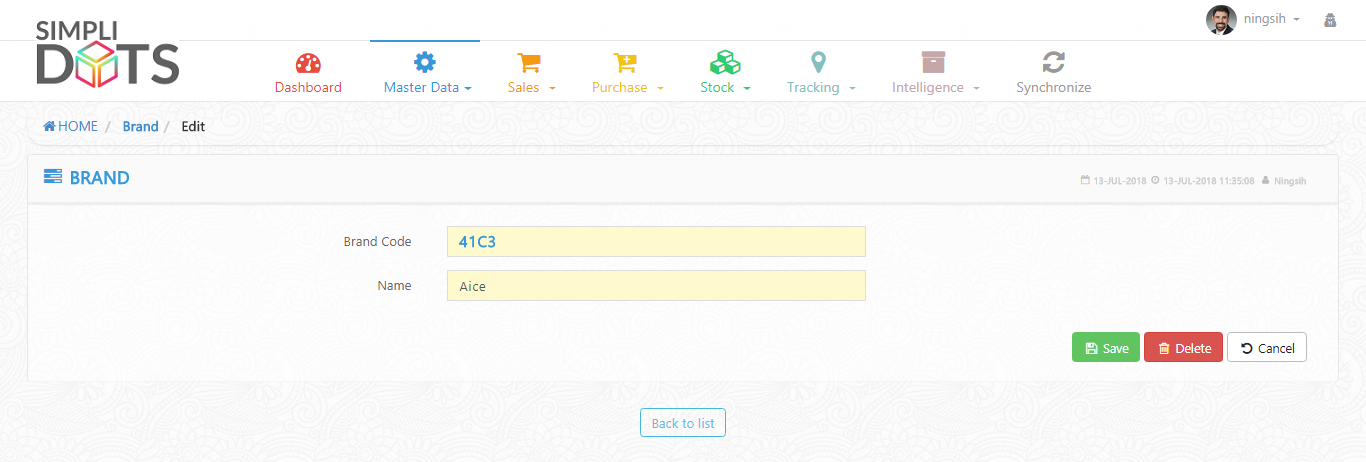 SIMPLI
DOTS
ningsih
Dashboard
Master Data
Sales
Purchase
Stock
Tracking
Intelligence
Synchronize
HOME / Brand / Edit
BRAND
13-JUL-2018 13-JUL-2018 11:35:08 Ningsih
Brand Code 41C3
Name Aice
Save Delete Cancel
Back to list